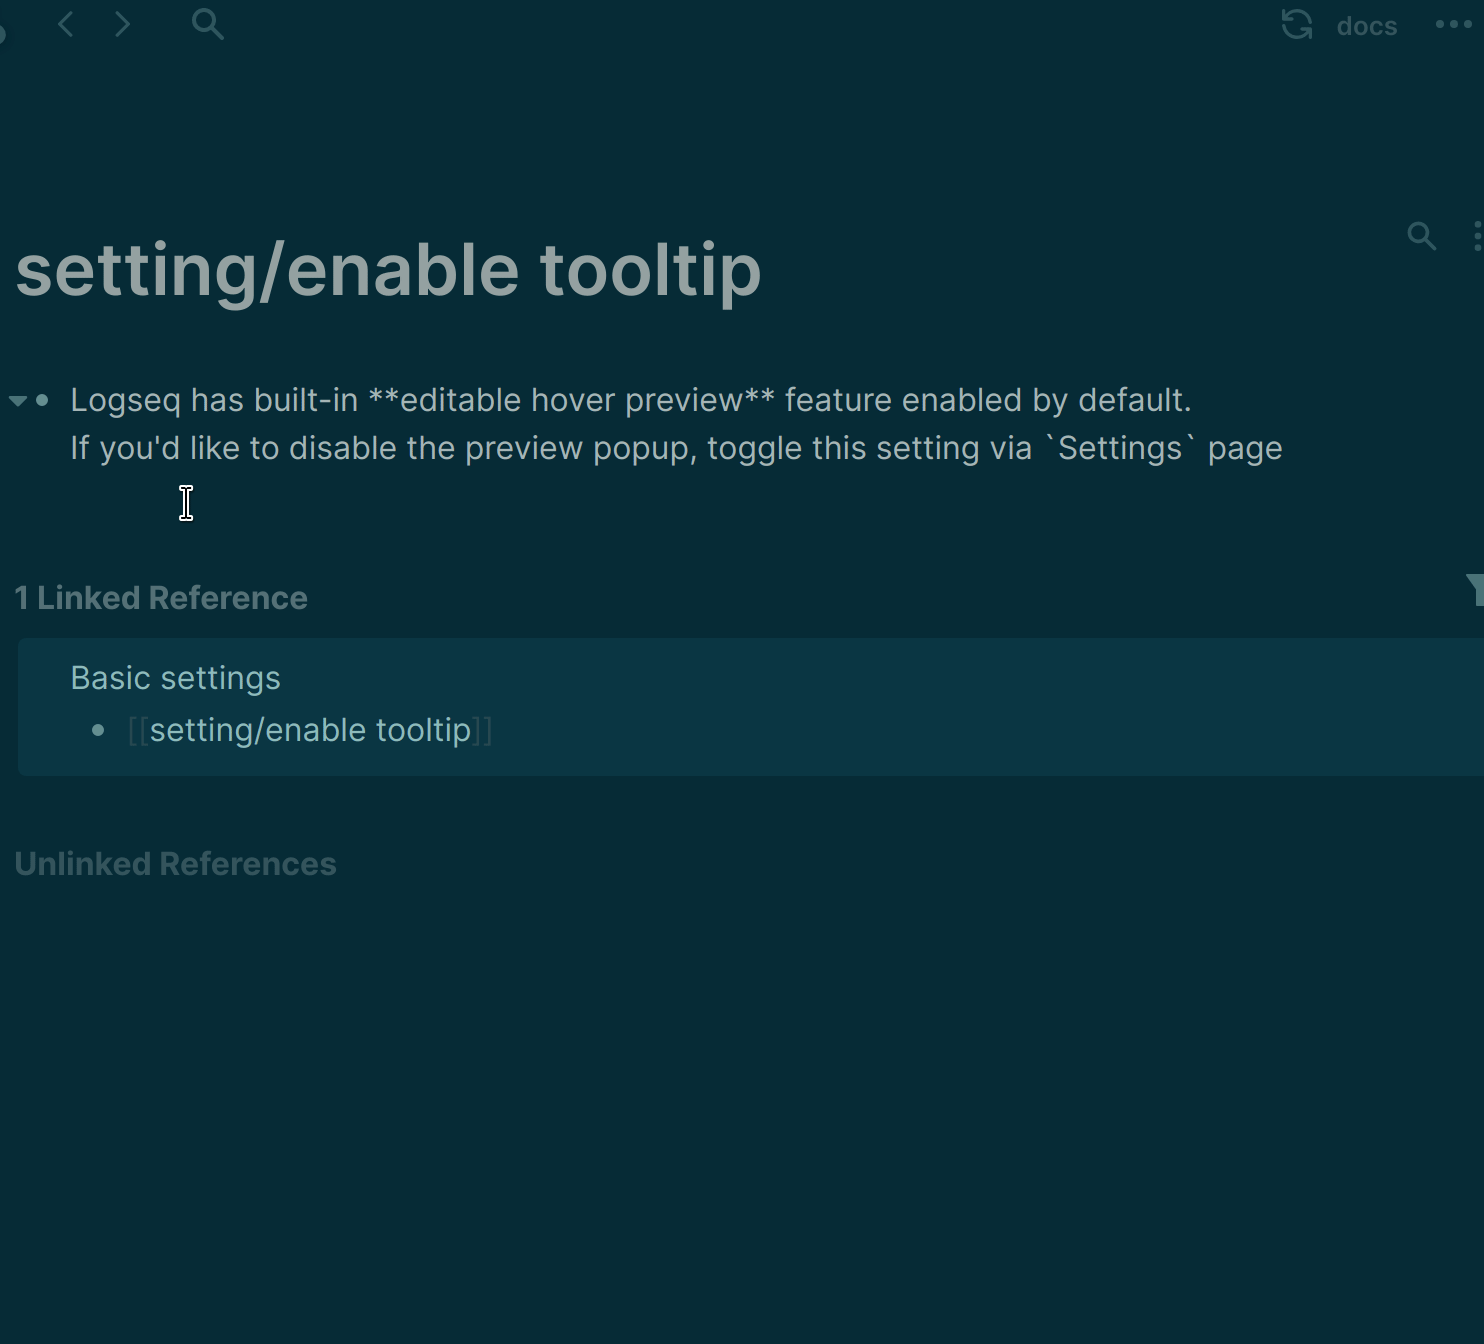 docs
setting/enable tooltip
Logseq has built-in **editable hover preview** feature enabled by default.
If you'd like to disable the preview popup, toggle this setting via `Settings` page
1 Linked Reference
Basic settings
[[setting/enable tooltip]]
Unlinked References